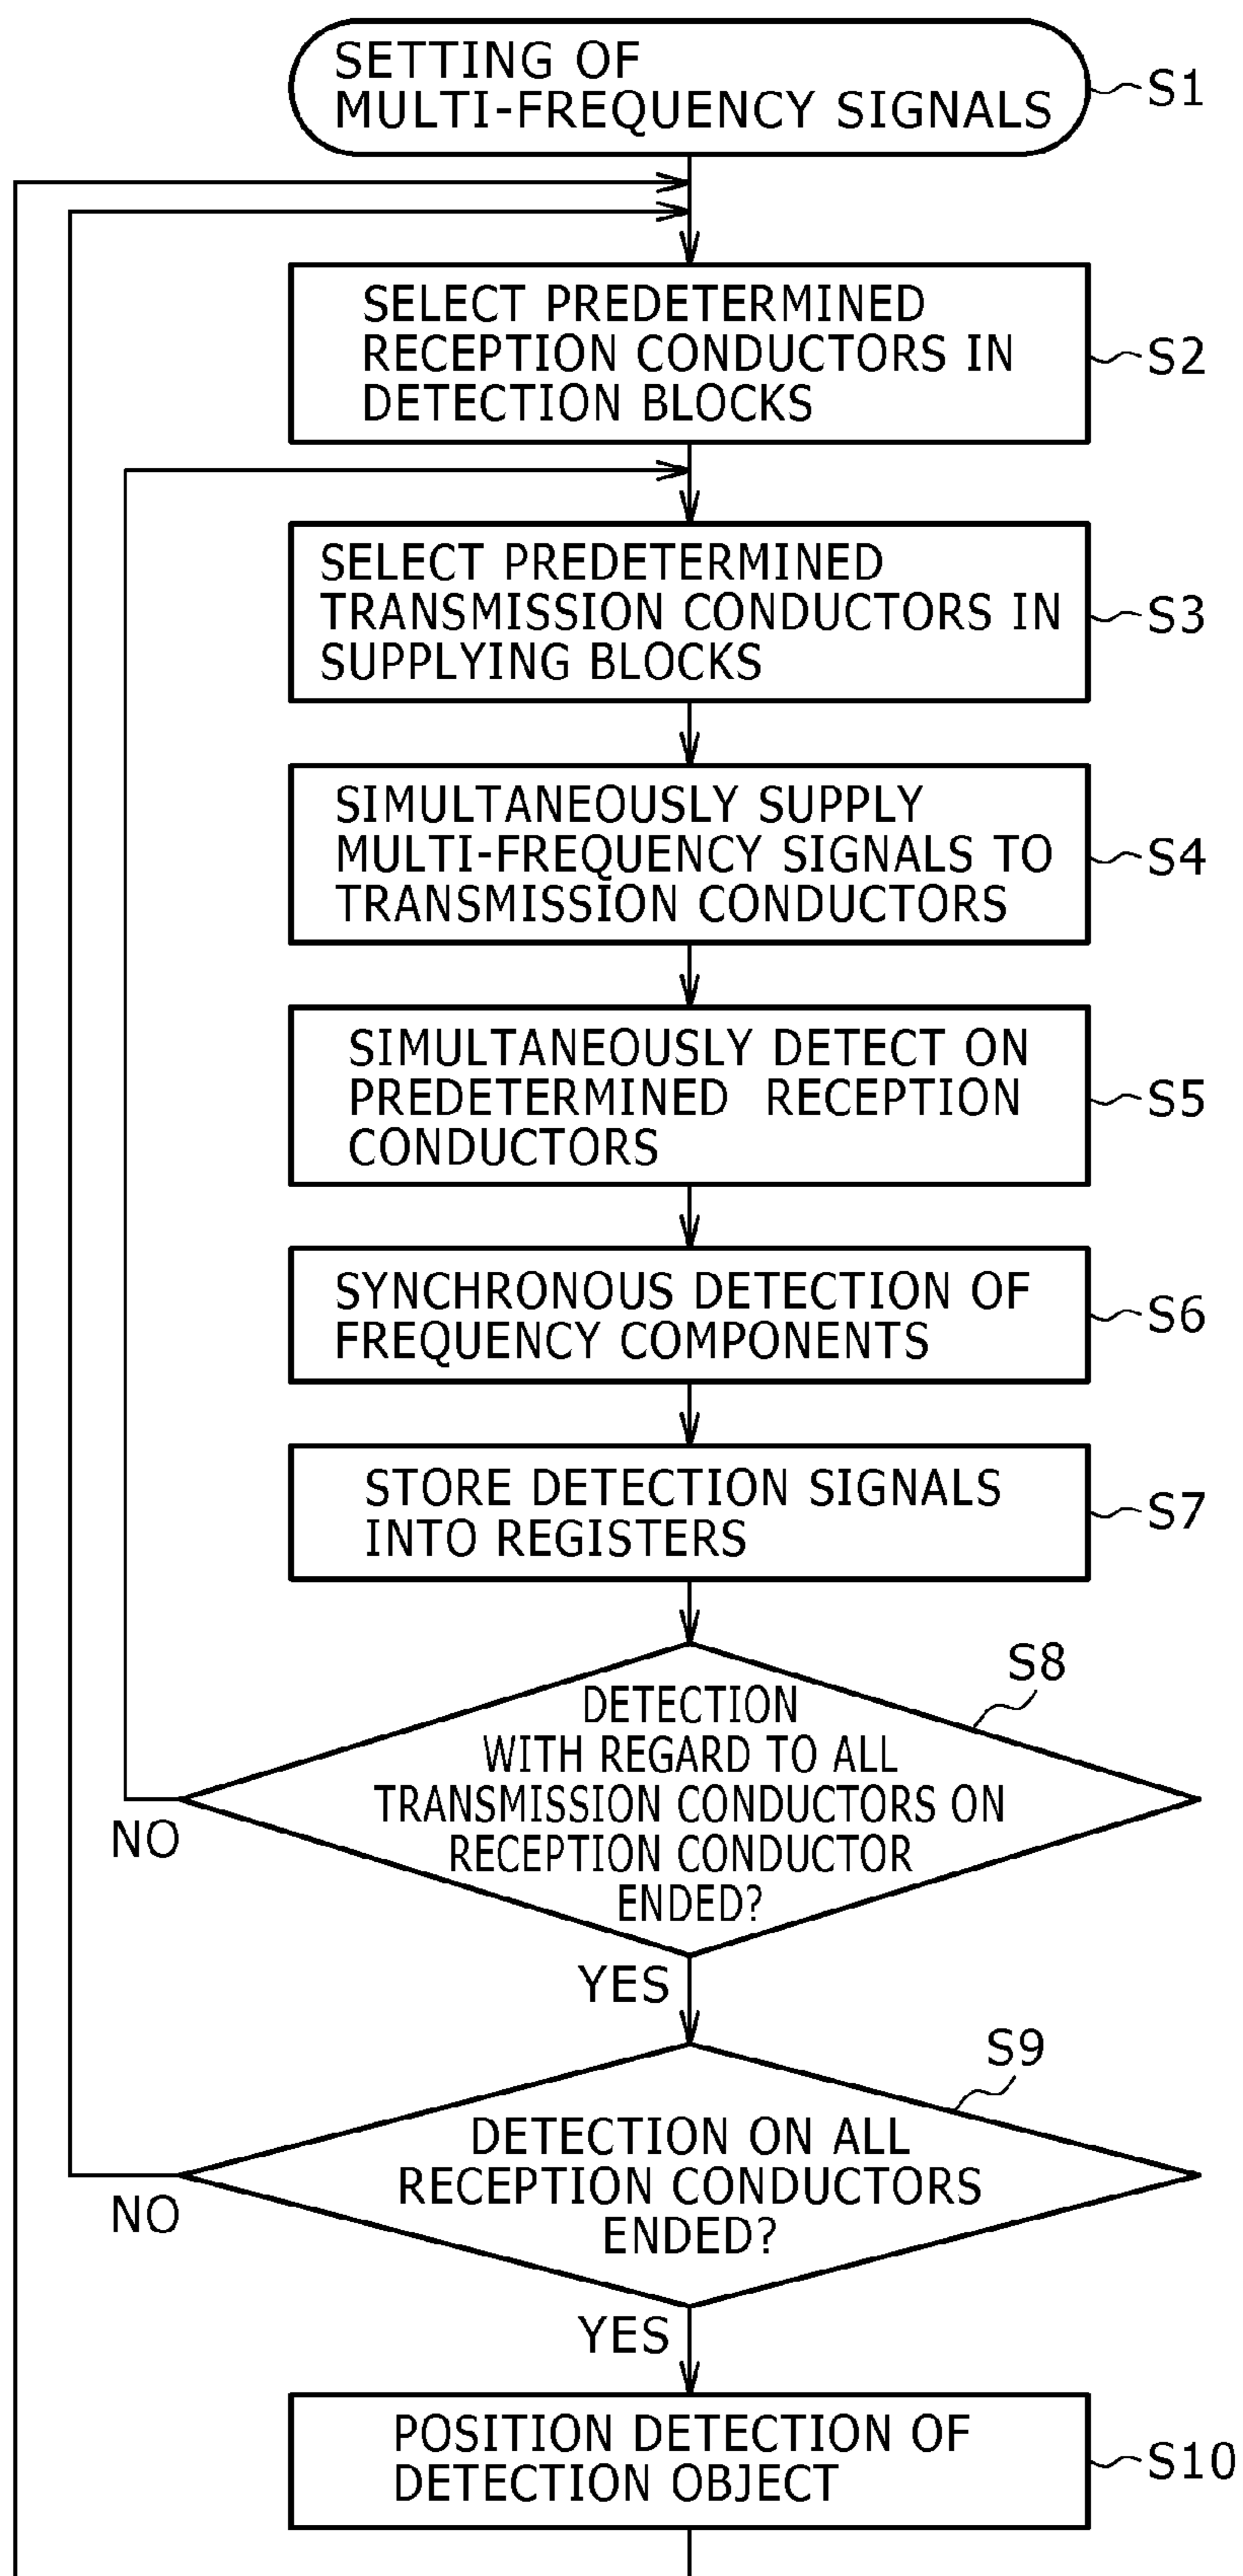 SETTING OF
MULTI-FREQUENCY SIGNALS
S1
SELECT PREDETERMINED
RECEPTION CONDUCTORS IN
DETECTION BLOCKS
S2
SELECT PREDETERMINED
TRANSMISSION CONDUCTORS IN
SUPPLYING BLOCKS
S3
SIMULTANEOUSLY SUPPLY
MULTI-FREQUENCY SIGNALS TO
TRANSMISSION CONDUCTORS
S4
SIMULTANEOUSLY DETECT ON
PREDETERMINED RECEPTION
CONDUCTORS
S5
SYNCHRONOUS DETECTION OF
FREQUENCY COMPONENTS
S6
STORE DETECTION SIGNALS
INTO REGISTERS
S7
S8
DETECTION
WITH REGARD TO ALL
TRANSMISSION CONDUCTORS ON
RECEPTION CONDUCTOR
ENDED?
NO
YES
S9
DETECTION ON ALL
RECEPTION CONDUCTORS
ENDED?
NO
YES
POSITION DETECTION OF
DETECTION OBJECT
S10